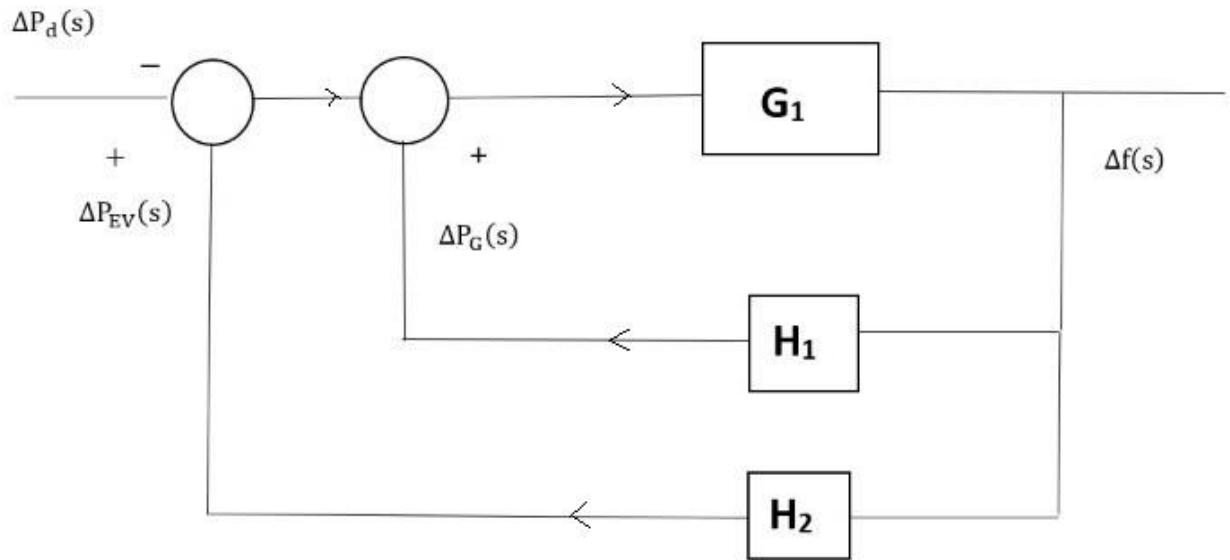 ΔP_d(s)
−
G₁
+
+
Δf(s)
ΔP_EV(s)
ΔP_G(s)
H₁
H₂